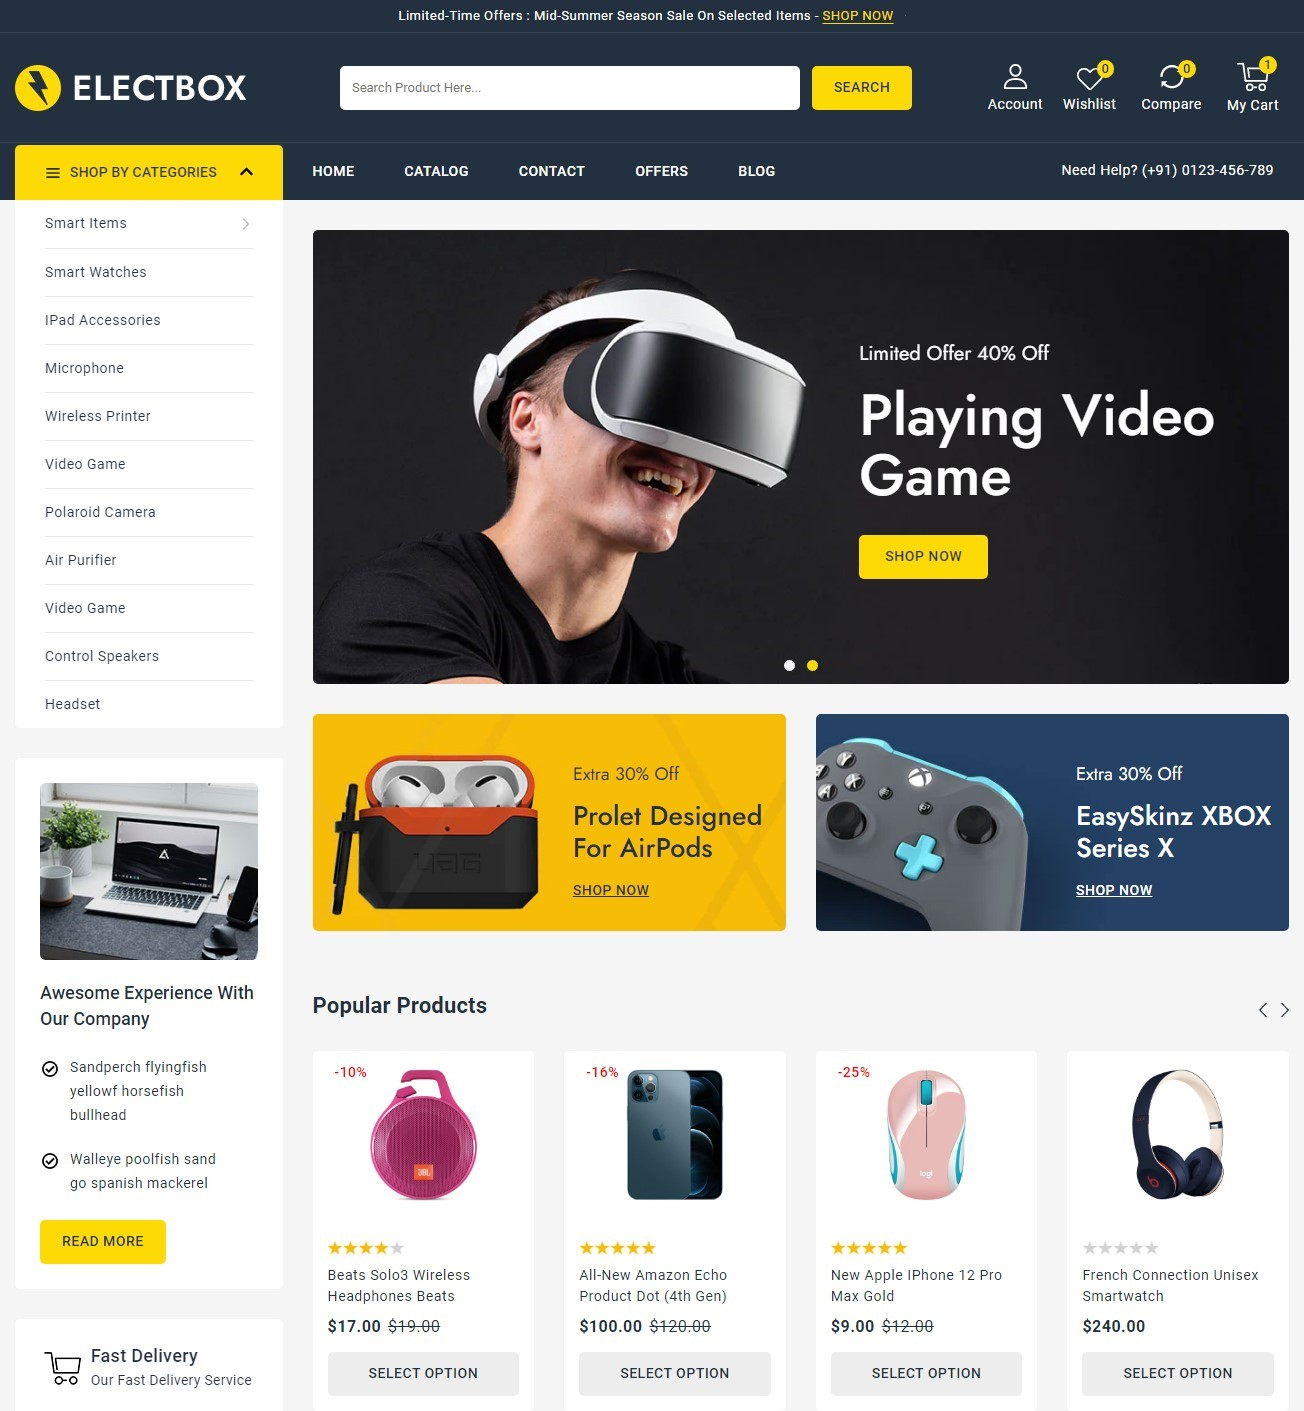 Limited-Time Offers : Mid-Summer Season Sale On Selected Items - SHOP NOW
ELECTBOX
Search Product Here...
SEARCH
0
0
1
Account
Wishlist
Compare
My Cart
SHOP BY CATEGORIES
HOME
CATALOG
CONTACT
OFFERS
BLOG
Need Help? (+91) 0123-456-789
Smart Items
Smart Watches
IPad Accessories
Microphone
Wireless Printer
Video Game
Polaroid Camera
Air Purifier
Video Game
Control Speakers
Headset
Limited Offer 40% Off
Playing Video
Game
SHOP NOW
UAG
Extra 30% Off
Prolet Designed
For AirPods
SHOP NOW
Y
X
B
A
Extra 30% Off
EasySkinz XBOX
Series X
SHOP NOW
Awesome Experience With
Our Company
Sandperch flyingfish
yellowf horsefish
bullhead
Walleye poolfish sand
go spanish mackerel
READ MORE
Fast Delivery
Our Fast Delivery Service
Popular Products
-10%
JBL
Beats Solo3 Wireless
Headphones Beats
$17.00 $19.00
SELECT OPTION
-16%
All-New Amazon Echo
Product Dot (4th Gen)
$100.00 $120.00
SELECT OPTION
-25%
logi
New Apple IPhone 12 Pro
Max Gold
$9.00 $12.00
SELECT OPTION
French Connection Unisex
Smartwatch
$240.00
SELECT OPTION